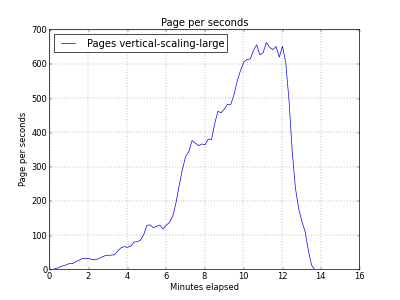 Page per seconds
Pages vertical-scaling-large
700
600
500
400
300
200
100
0
Page per seconds
0 2 4 6 8 10 12 14 16
Minutes elapsed